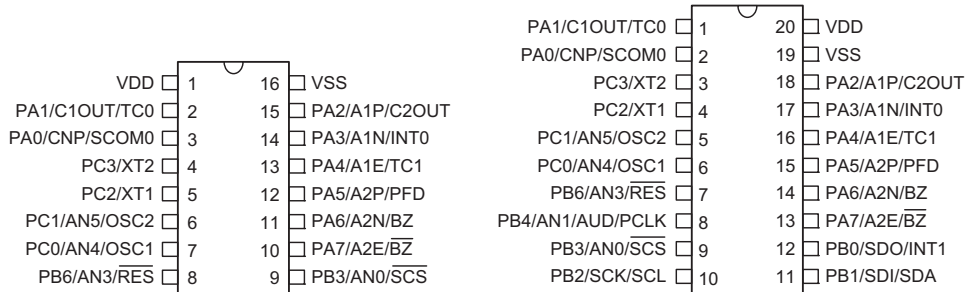 VDD 1 16 VSS
PA1/C1OUT/TC0 2 15 PA2/A1P/C2OUT
PA0/CNP/SCOM0 3 14 PA3/A1N/INT0
PC3/XT2 4 13 PA4/A1E/TC1
PC2/XT1 5 12 PA5/A2P/PFD
PC1/AN5/OSC2 6 11 PA6/A2N/BZ
PC0/AN4/OSC1 7 10 PA7/A2E/B̅Z̅
PB6/AN3/R̅E̅S̅ 8 9 PB3/AN0/S̅C̅S̅
PA1/C1OUT/TC0 1 20 VDD
PA0/CNP/SCOM0 2 19 VSS
PC3/XT2 3 18 PA2/A1P/C2OUT
PC2/XT1 4 17 PA3/A1N/INT0
PC1/AN5/OSC2 5 16 PA4/A1E/TC1
PC0/AN4/OSC1 6 15 PA5/A2P/PFD
PB6/AN3/R̅E̅S̅ 7 14 PA6/A2N/BZ
PB4/AN1/AUD/PCLK 8 13 PA7/A2E/B̅Z̅
PB3/AN0/S̅C̅S̅ 9 12 PB0/SDO/INT1
PB2/SCK/SCL 10 11 PB1/SDI/SDA